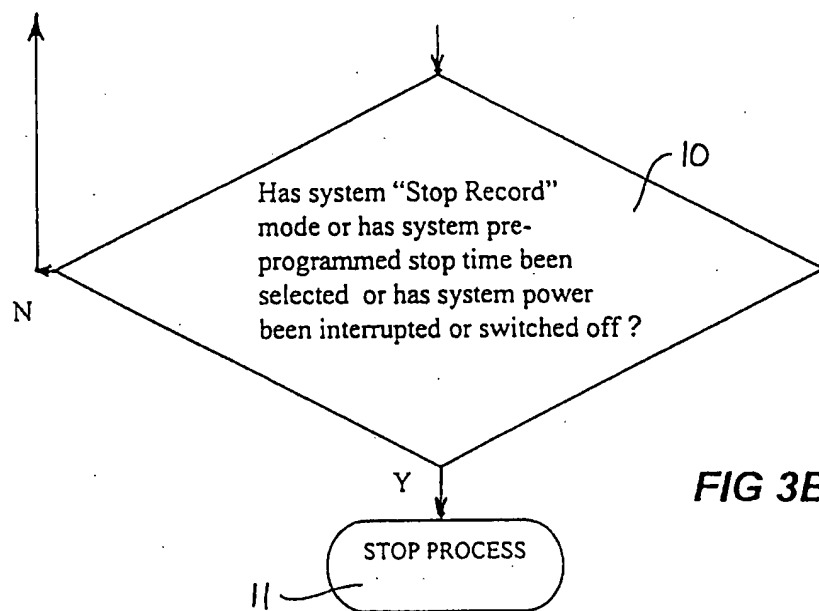 10
Has system "Stop Record"
mode or has system pre-
programmed stop time been
selected or has system power
been interrupted or switched off ?
N
Y
FIG 3B
STOP PROCESS
11